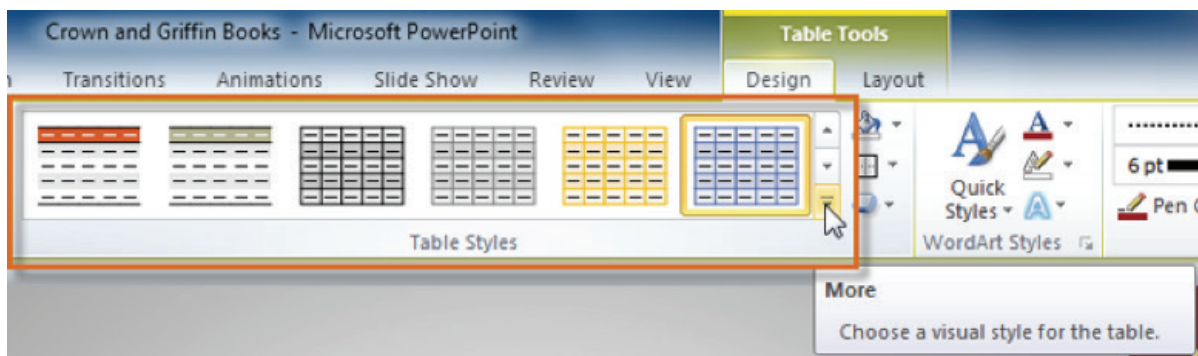 Crown and Griffin Books - Microsoft PowerPoint
Table Tools
Transitions Animations Slide Show Review View Design Layout
6 pt
Quick
Styles
Pen
Table Styles
WordArt Styles
More
Choose a visual style for the table.